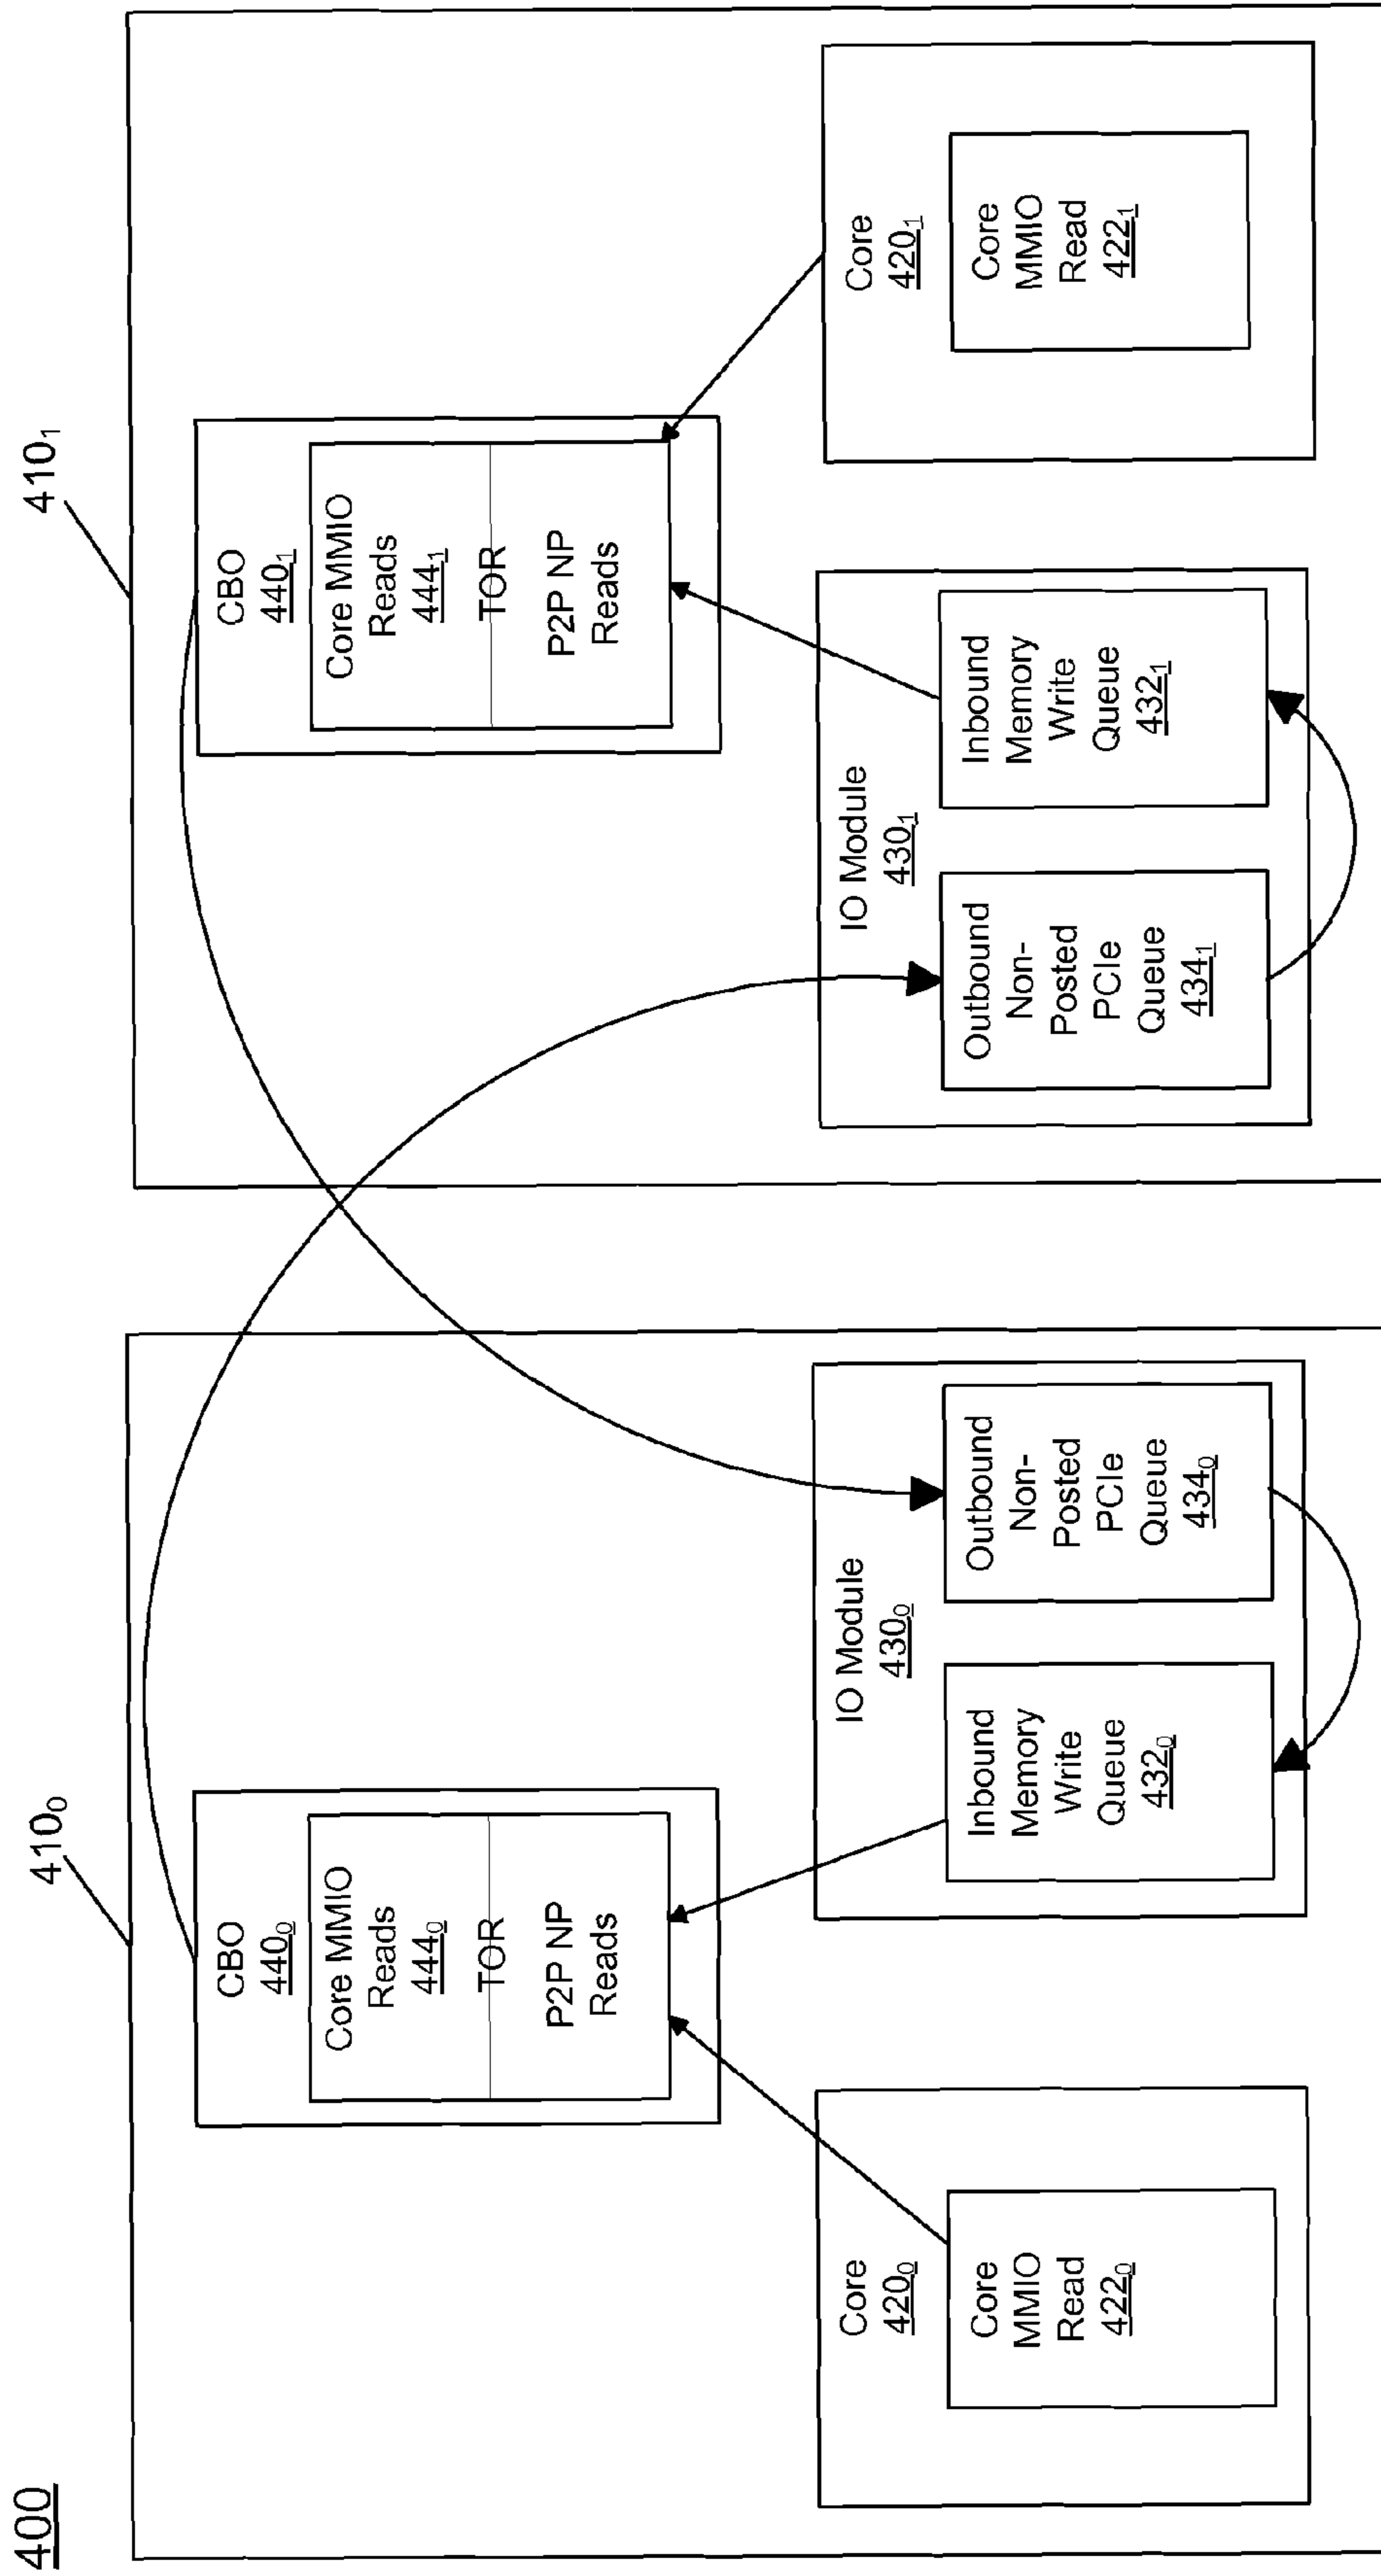 400
410₀
410₁
CBO
440₀
Core MMIO
Reads
444₀
TOR
P2P NP
Reads
CBO
440₁
Core MMIO
Reads
444₁
TOR
P2P NP
Reads
Core
420₀
Core
MMIO
Read
422₀
IO Module
430₀
Inbound
Memory
Write
Queue
432₀
Outbound
Non-
Posted
PCIe
Queue
434₀
IO Module
430₁
Outbound
Non-
Posted
PCIe
Queue
434₁
Inbound
Memory
Write
Queue
432₁
Core
420₁
Core
MMIO
Read
422₁